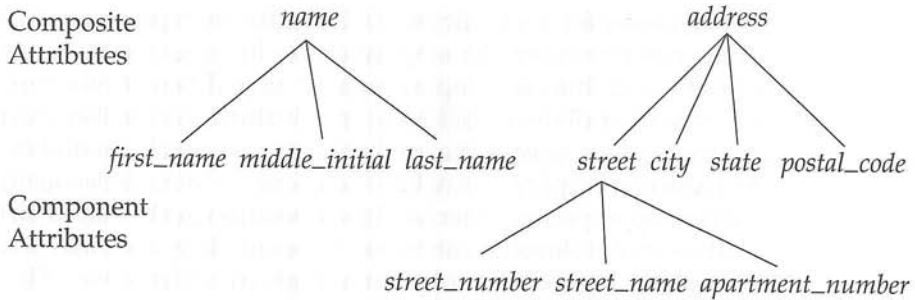 Composite name address
Attributes
first_name middle_initial last_name street city state postal_code
Component
Attributes
street_number street_name apartment_number